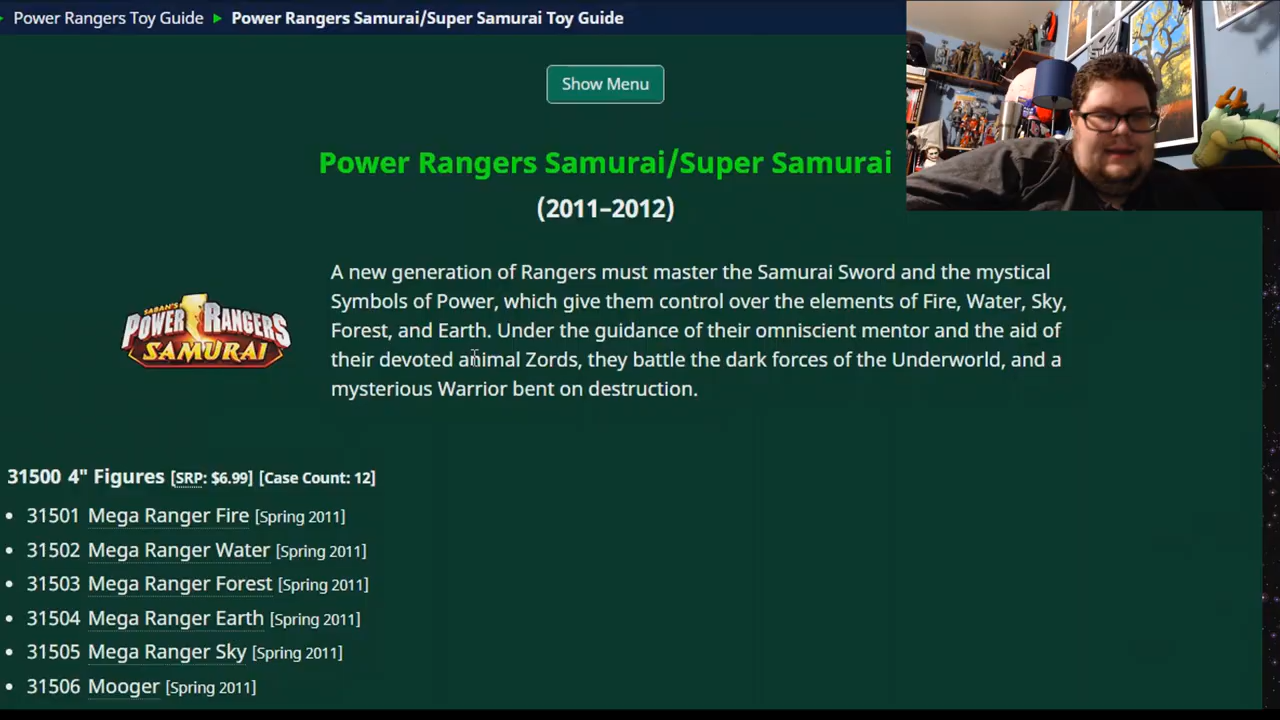 Power Rangers Toy Guide ► Power Rangers Samurai/Super Samurai Toy Guide
Show Menu
Power Rangers Samurai/Super Samurai
(2011–2012)
A new generation of Rangers must master the Samurai Sword and the mystical
Symbols of Power, which give them control over the elements of Fire, Water, Sky,
Forest, and Earth. Under the guidance of their omniscient mentor and the aid of
their devoted animal Zords, they battle the dark forces of the Underworld, and a
mysterious Warrior bent on destruction.
SABAN'S
POWER RANGERS
SAMURAI
31500 4" Figures [SRP: $6.99] [Case Count: 12]
• 31501 Mega Ranger Fire [Spring 2011]
• 31502 Mega Ranger Water [Spring 2011]
• 31503 Mega Ranger Forest [Spring 2011]
• 31504 Mega Ranger Earth [Spring 2011]
• 31505 Mega Ranger Sky [Spring 2011]
• 31506 Mooger [Spring 2011]